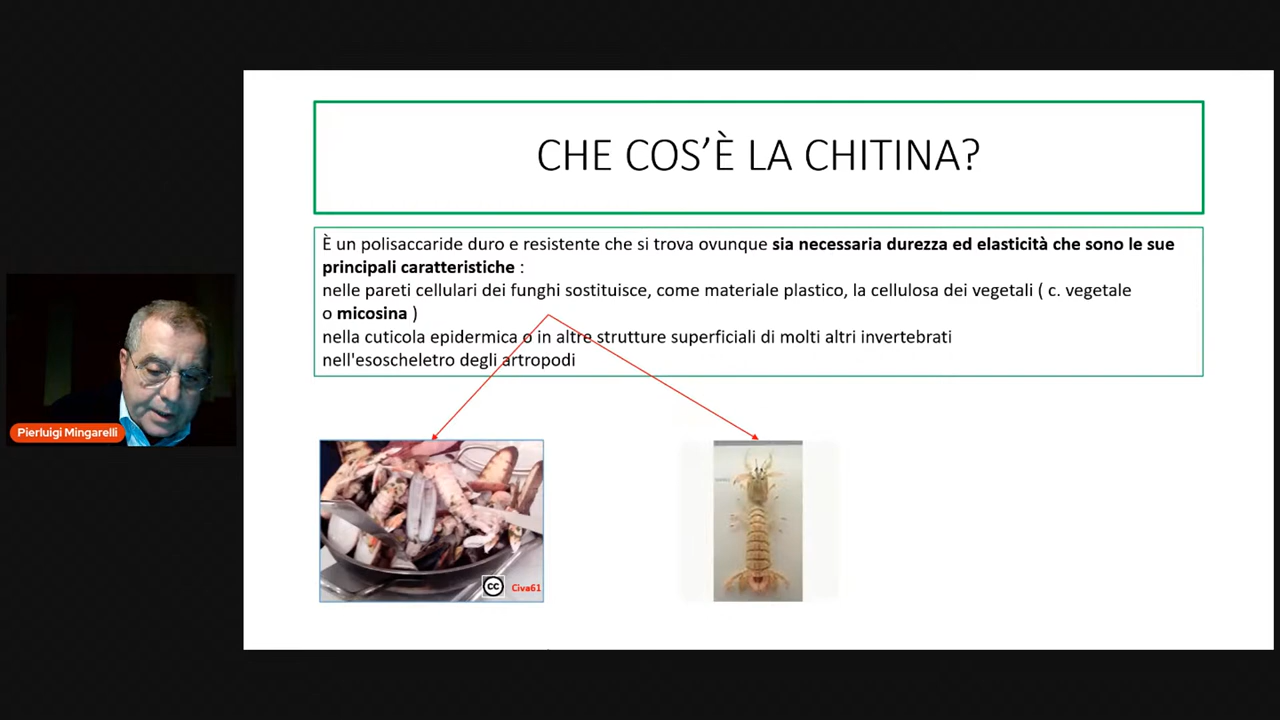 CHE COS'È LA CHITINA?
È un polisaccaride duro e resistente che si trova ovunque sia necessaria durezza ed elasticità che sono le sue
principali caratteristiche :
nelle pareti cellulari dei funghi sostituisce, come materiale plastico, la cellulosa dei vegetali ( c. vegetale
o micosina )
nella cuticola epidermica o in altre strutture superficiali di molti altri invertebrati
nell'esoscheletro degli artropodi
Pierluigi Mingarelli
cc
Civa61